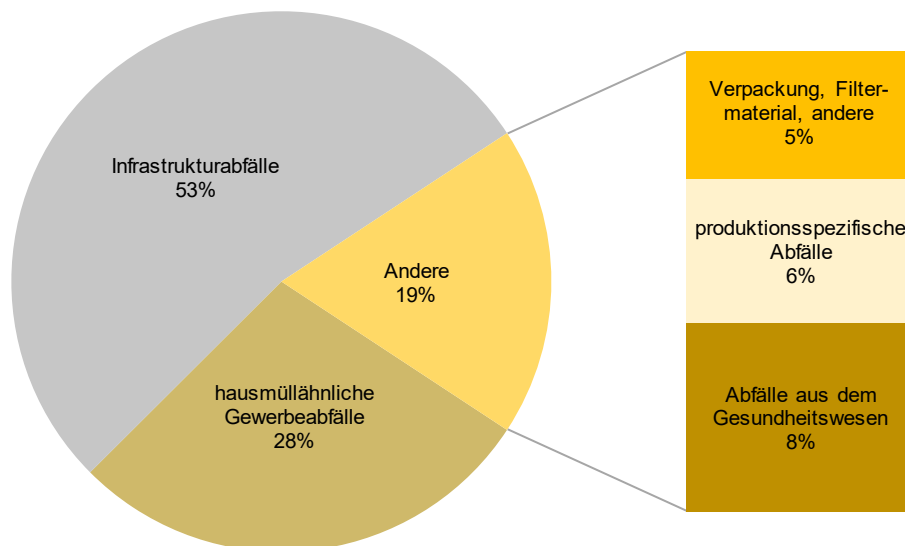 Infrastrukturabfälle
53%
Andere
19%
hausmüllähnliche
Gewerbeabfälle
28%
Verpackung, Filter-
material, andere
5%
produktionsspezifische
Abfälle
6%
Abfälle aus dem
Gesundheitswesen
8%